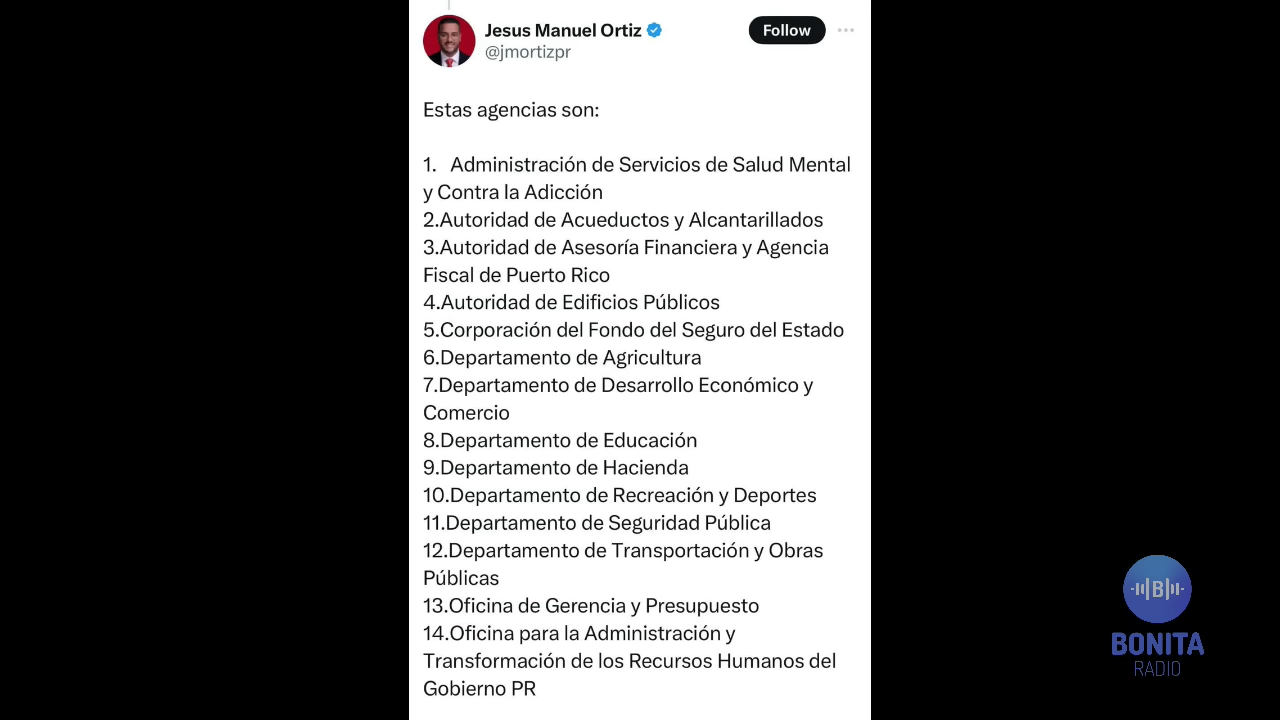 Jesus Manuel Ortiz
@jmortizpr
Follow
Estas agencias son:
1. Administración de Servicios de Salud Mental
y Contra la Adicción
2.Autoridad de Acueductos y Alcantarillados
3.Autoridad de Asesoría Financiera y Agencia
Fiscal de Puerto Rico
4.Autoridad de Edificios Públicos
5.Corporación del Fondo del Seguro del Estado
6.Departamento de Agricultura
7.Departamento de Desarrollo Económico y
Comercio
8.Departamento de Educación
9.Departamento de Hacienda
10.Departamento de Recreación y Deportes
11.Departamento de Seguridad Pública
12.Departamento de Transportación y Obras
Públicas
13.Oficina de Gerencia y Presupuesto
14.Oficina para la Administración y
Transformación de los Recursos Humanos del
Gobierno PR
B
BONITA
RADIO